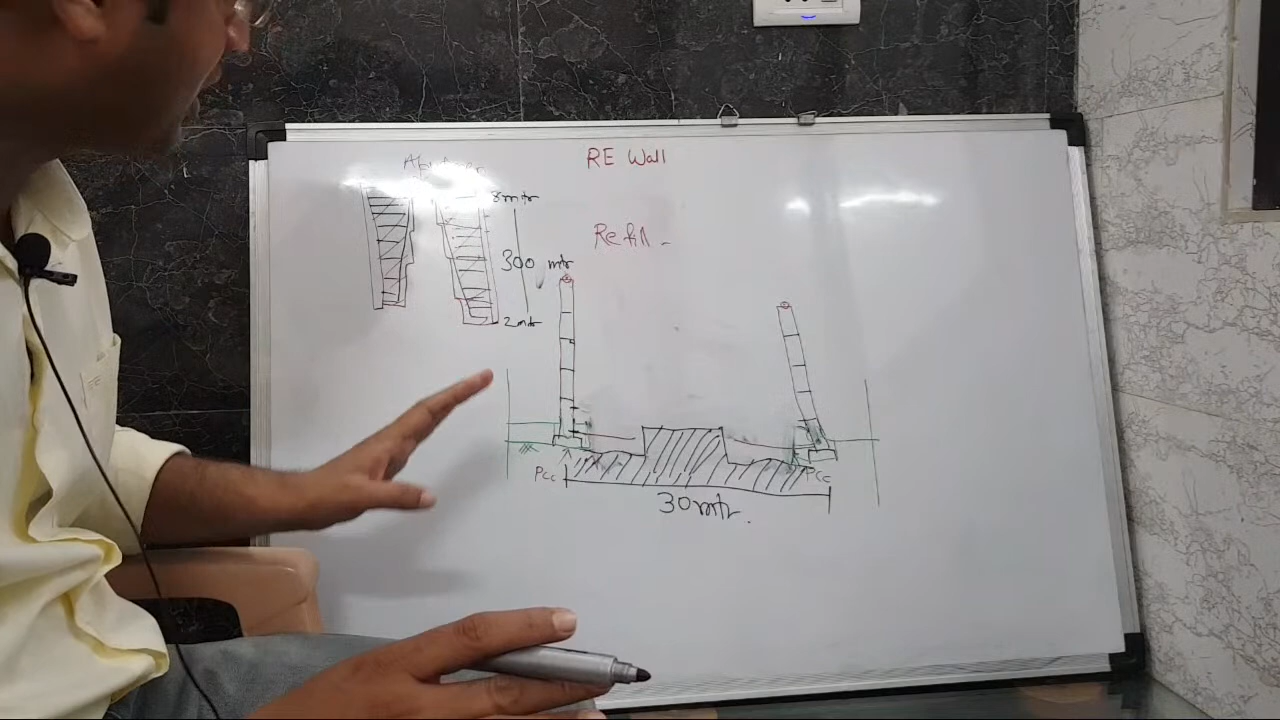 RE Wall
8mtr
Refill -
300 mtr
2mtr
PCC
PCC
30mtr.